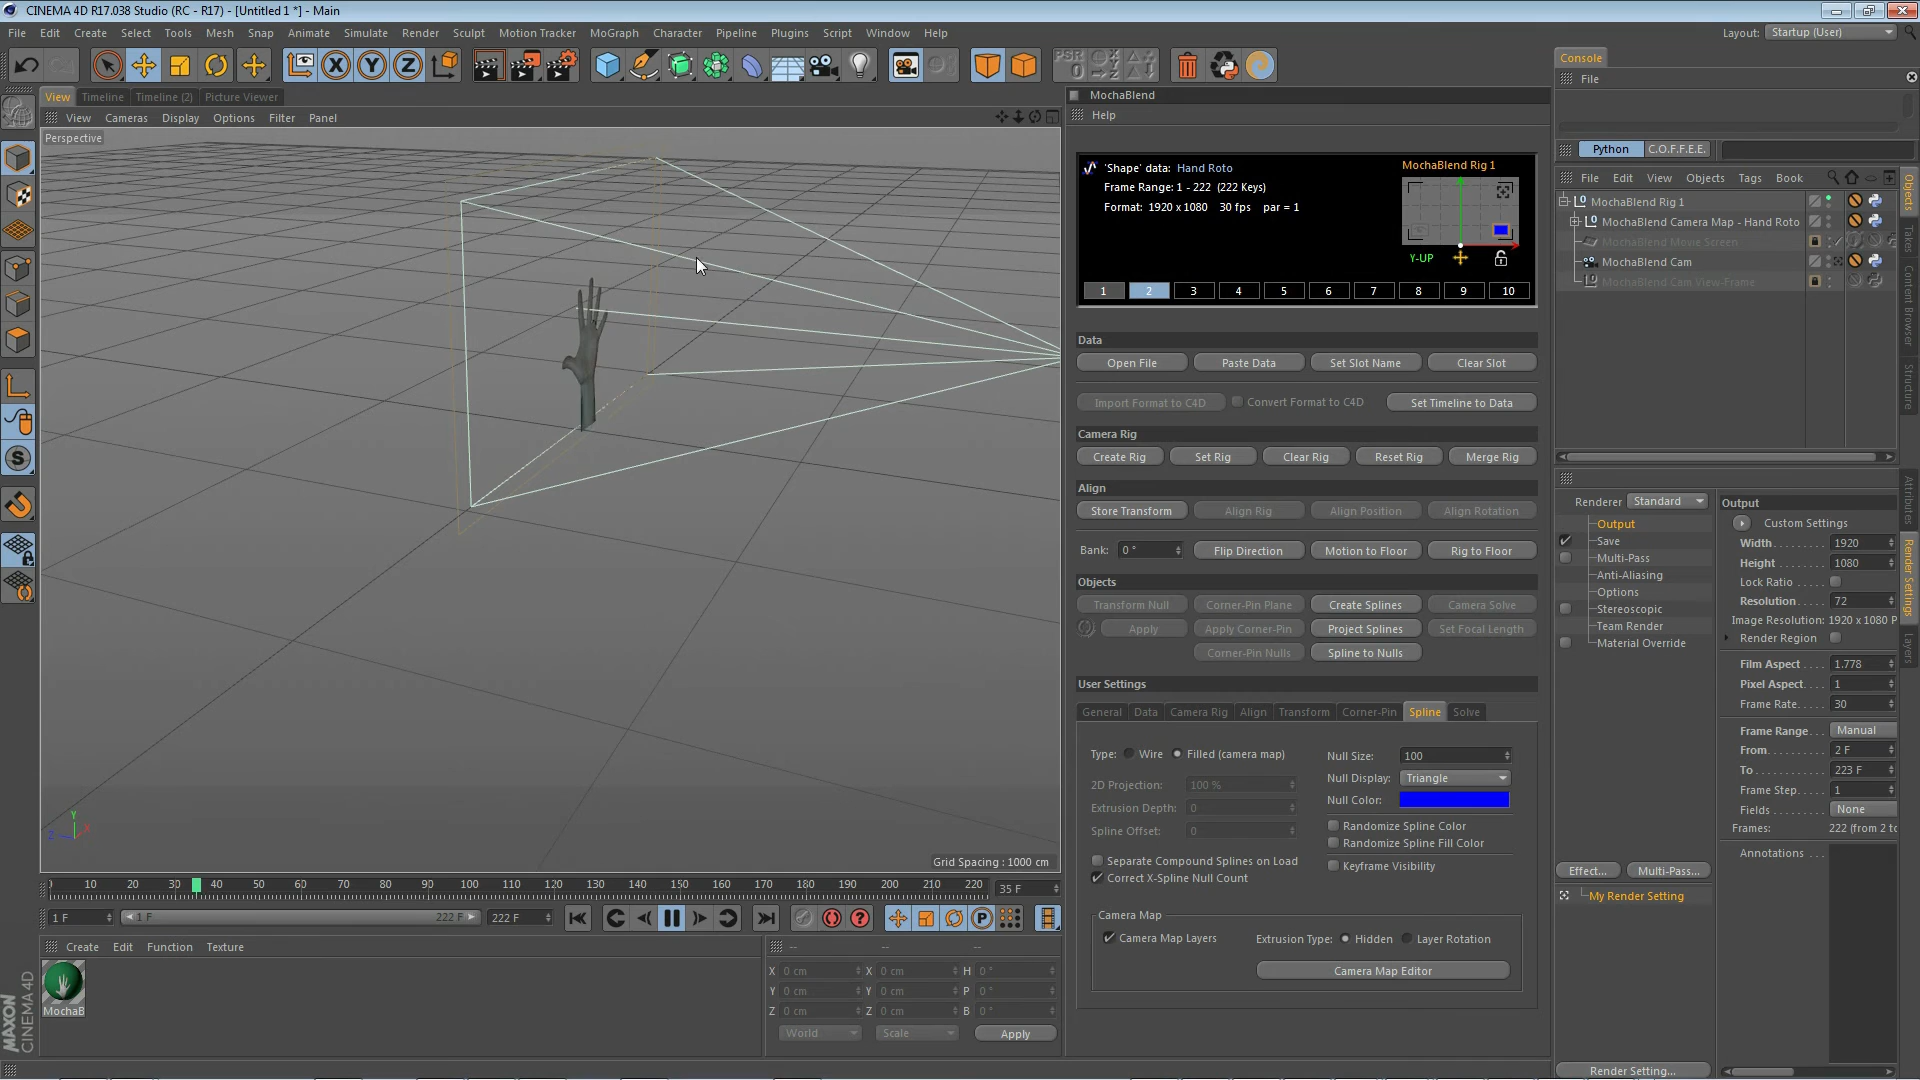 CINEMA 4D R17.038 Studio (RC - R17) - [Untitled 1 *] - Main
File Edit Create Select Tools Mesh Snap Animate Simulate Render Sculpt Motion Tracker MoGraph Character Pipeline Plugins Script Window Help
Layout: Startup (User)
X Y Z
PSR
0
View Timeline Timeline (2) Picture Viewer
View Cameras Display Options Filter Panel
Perspective
Grid Spacing : 1000 cm
Y
Z X
10 20 30 40 50 60 70 80 90 100 110 120 130 140 150 160 170 180 190 200 210 220
35 F
1 F
1 F
222 F
222 F
Create Edit Function Texture
MochaB
MAXON
CINEMA 4D
-- -- --
X 0 cm X 0 cm H 0 °
Y 0 cm Y 0 cm P 0 °
Z 0 cm Z 0 cm B 0 °
World Scale Apply
MochaBlend
Help
'Shape' data: Hand Roto
Frame Range: 1 - 222 (222 Keys)
Format: 1920 x 1080 30 fps par = 1
MochaBlend Rig 1
Y-UP
1 2 3 4 5 6 7 8 9 10
Data
Open File Paste Data Set Slot Name Clear Slot
Import Format to C4D Convert Format to C4D Set Timeline to Data
Camera Rig
Create Rig Set Rig Clear Rig Reset Rig Merge Rig
Align
Store Transform Align Rig Align Position Align Rotation
Bank: 0 ° Flip Direction Motion to Floor Rig to Floor
Objects
Transform Null Corner-Pin Plane Create Splines Camera Solve
Apply Apply Corner-Pin Project Splines Set Focal Length
Corner-Pin Nulls Spline to Nulls
User Settings
General Data Camera Rig Align Transform Corner-Pin Spline Solve
Type: Wire Filled (camera map)
2D Projection: 100 %
Extrusion Depth: 0
Spline Offset: 0
Separate Compound Splines on Load
Correct X-Spline Null Count
Null Size: 100
Null Display: Triangle
Null Color:
Randomize Spline Color
Randomize Spline Fill Color
Keyframe Visibility
Camera Map
Camera Map Layers Extrusion Type: Hidden Layer Rotation
Camera Map Editor
Console
File
Python C.O.F.F.E.E.
File Edit View Objects Tags Book
MochaBlend Rig 1
MochaBlend Camera Map - Hand Roto
MochaBlend Movie Screen
MochaBlend Cam
MochaBlend Cam View-Frame
Objects
Takes
Content Browser
Structure
Attributes
Render Settings
Layers
Renderer Standard
Output
Save
Multi-Pass
Anti-Aliasing
Options
Stereoscopic
Team Render
Material Override
Effect... Multi-Pass...
My Render Setting
Render Setting...
Output
Custom Settings
Width 1920
Height 1080
Lock Ratio
Resolution 72
Image Resolution: 1920 x 1080 P
Render Region
Film Aspect 1.778
Pixel Aspect 1
Frame Rate 30
Frame Range Manual
From 2 F
To 223 F
Frame Step 1
Fields None
Frames: 222 (from 2 to
Annotations